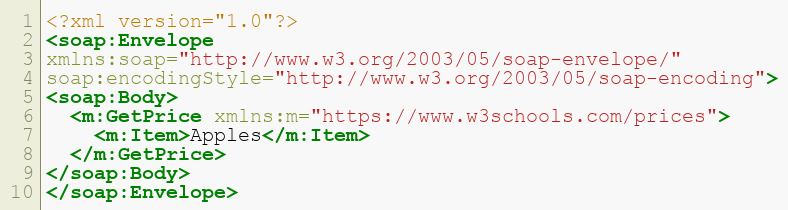 1 <?xml version="1.0"?>
2 <soap:Envelope
3 xmlns:soap="http://www.w3.org/2003/05/soap-envelope/"
4 soap:encodingStyle="http://www.w3.org/2003/05/soap-encoding">
5 <soap:Body>
6   <m:GetPrice xmlns:m="https://www.w3schools.com/prices">
7     <m:Item>Apples</m:Item>
8   </m:GetPrice>
9 </soap:Body>
10 </soap:Envelope>